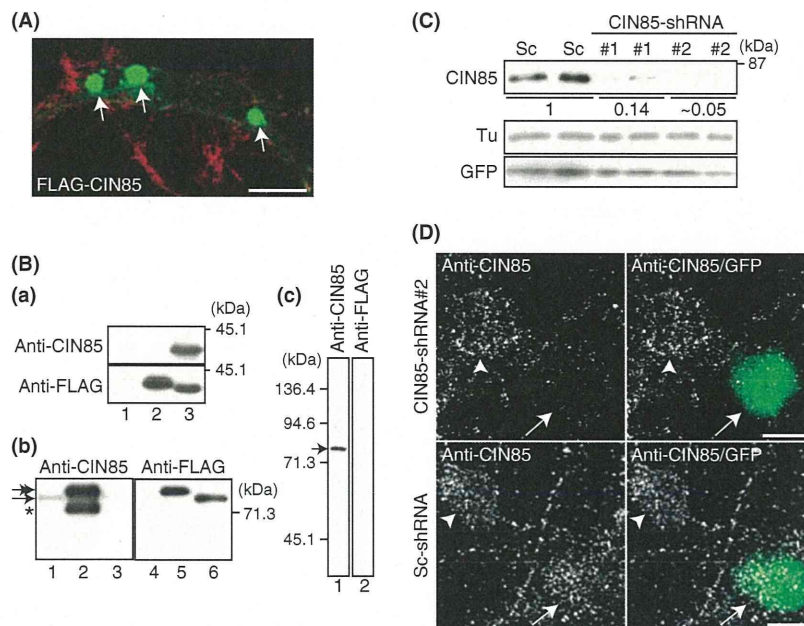 (A)
FLAG-CIN85
(B)
(a)
(kDa)
45.1
Anti-CIN85
45.1
Anti-FLAG
1 2 3
(b)
Anti-CIN85 Anti-FLAG
(kDa)
*
71.3
1 2 3 4 5 6
(c)
Anti-CIN85
Anti-FLAG
(kDa)
136.4
94.6
71.3
45.1
1 2
(C)
CIN85-shRNA
Sc Sc #1 #1 #2 #2 (kDa)
87
CIN85
1 0.14 ~0.05
Tu
GFP
(D)
Anti-CIN85 Anti-CIN85/GFP
CIN85-shRNA#2
Anti-CIN85 Anti-CIN85/GFP
Sc-shRNA